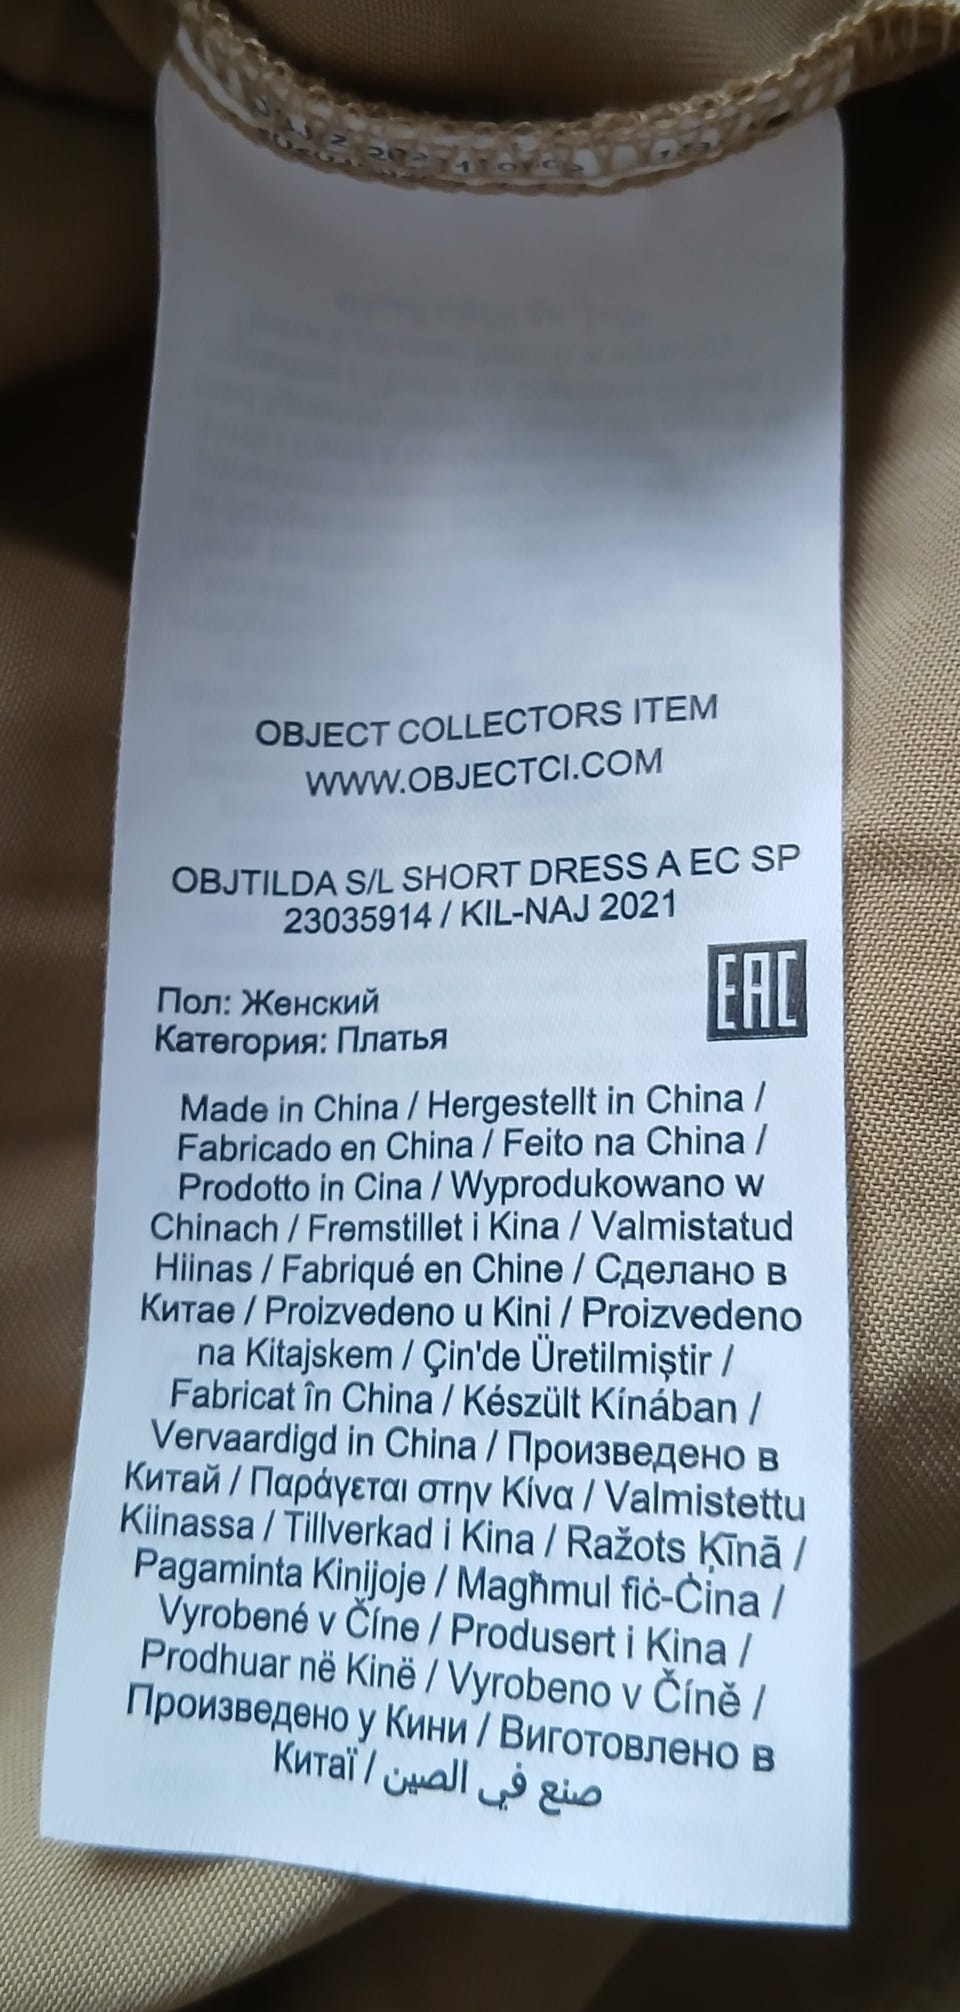 OBJECT COLLECTORS ITEM
WWW.OBJECTCI.COM
OBJTILDA S/L SHORT DRESS A EC SP
23035914 / KIL-NAJ 2021
EAC
Пол: Женский
Категория: Платья
Made in China / Hergestellt in China /
Fabricado en China / Feito na China /
Prodotto in Cina / Wyprodukowano w
Chinach / Fremstillet i Kina / Valmistatud
Hiinas / Fabriqué en Chine / Сделано в
Китае / Proizvedeno u Kini / Proizvedeno
na Kitajskem / Çin'de Üretilmiştir /
Fabricat în China / Készült Kínában /
Vervaardigd in China / Произведено в
Китай / Παράγεται στην Κίνα / Valmistettu
Kiinassa / Tillverkad i Kina / Ražots Ķīnā /
Pagaminta Kinijoje / Magħmul fiċ-Ċina /
Vyrobené v Číne / Produsert i Kina /
Prodhuar në Kinë / Vyrobeno v Číně /
Произведено у Кини / Виготовлено в
Китаї / صنع في الصين